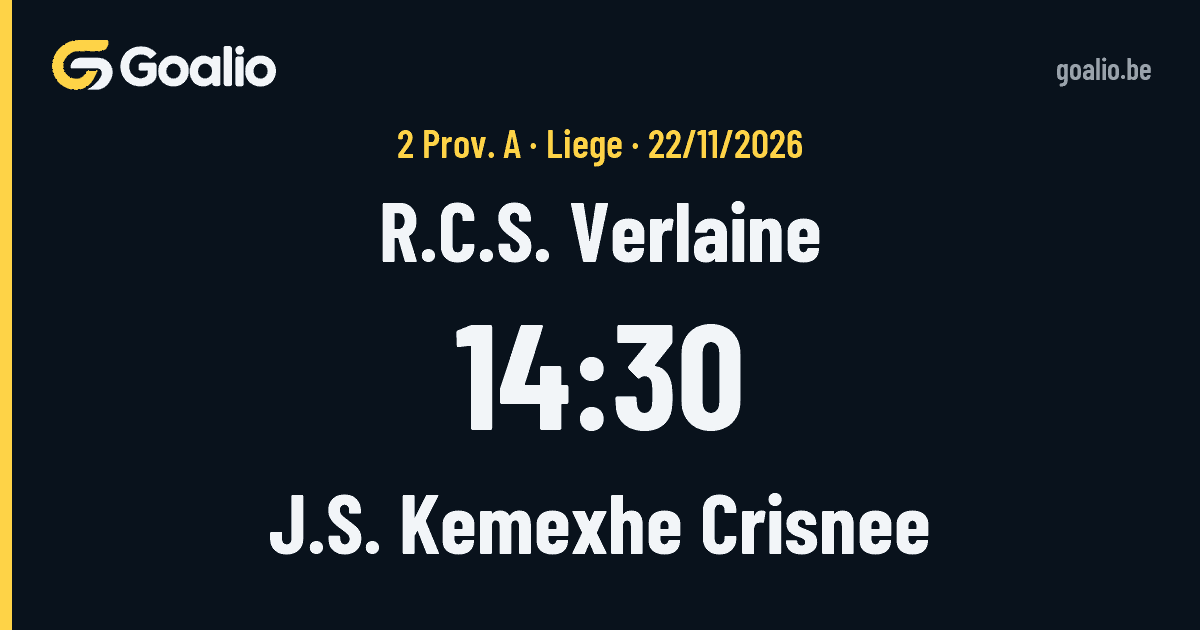 Goalio
goalio.be
2 Prov. A · Liege · 22/11/2026
R.C.S. Verlaine
14:30
J.S. Kemexhe Crisnee